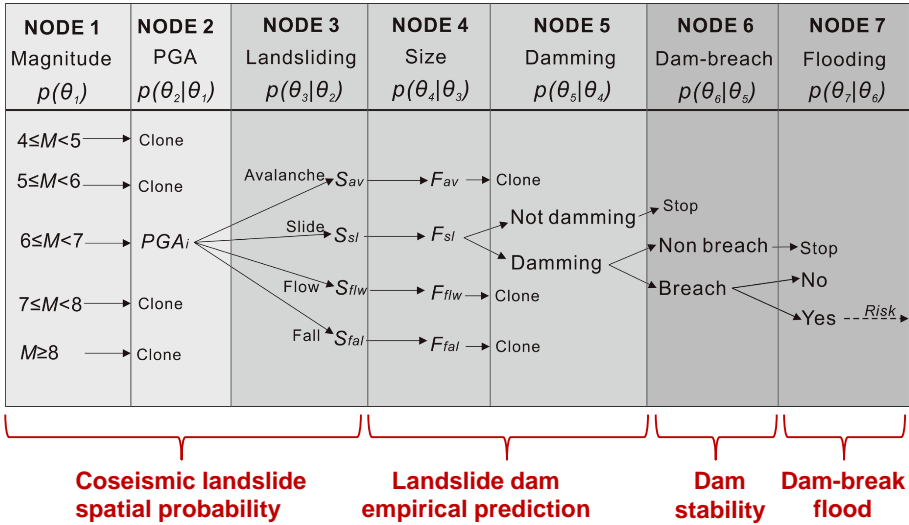 NODE 1 NODE 2 NODE 3 NODE 4 NODE 5 NODE 6 NODE 7
Magnitude PGA Landsliding Size Damming Dam-breach Flooding
p(θ₁) p(θ₂|θ₁) p(θ₃|θ₂) p(θ₄|θ₃) p(θ₅|θ₄) p(θ₆|θ₅) p(θ₇|θ₆)
4≤M<5 Clone
5≤M<6 Clone
6≤M<7 PGAi
7≤M<8 Clone
M≥8 Clone
Avalanche Sav Fav Clone
Slide Ssl Fsl
Flow Sflw Fflw Clone
Fall Sfal Ffal Clone
Not damming Stop
Damming
Non breach Stop
Breach No
Yes Risk
Coseismic landslide
spatial probability
Landslide dam
empirical prediction
Dam
stability
Dam-break
flood